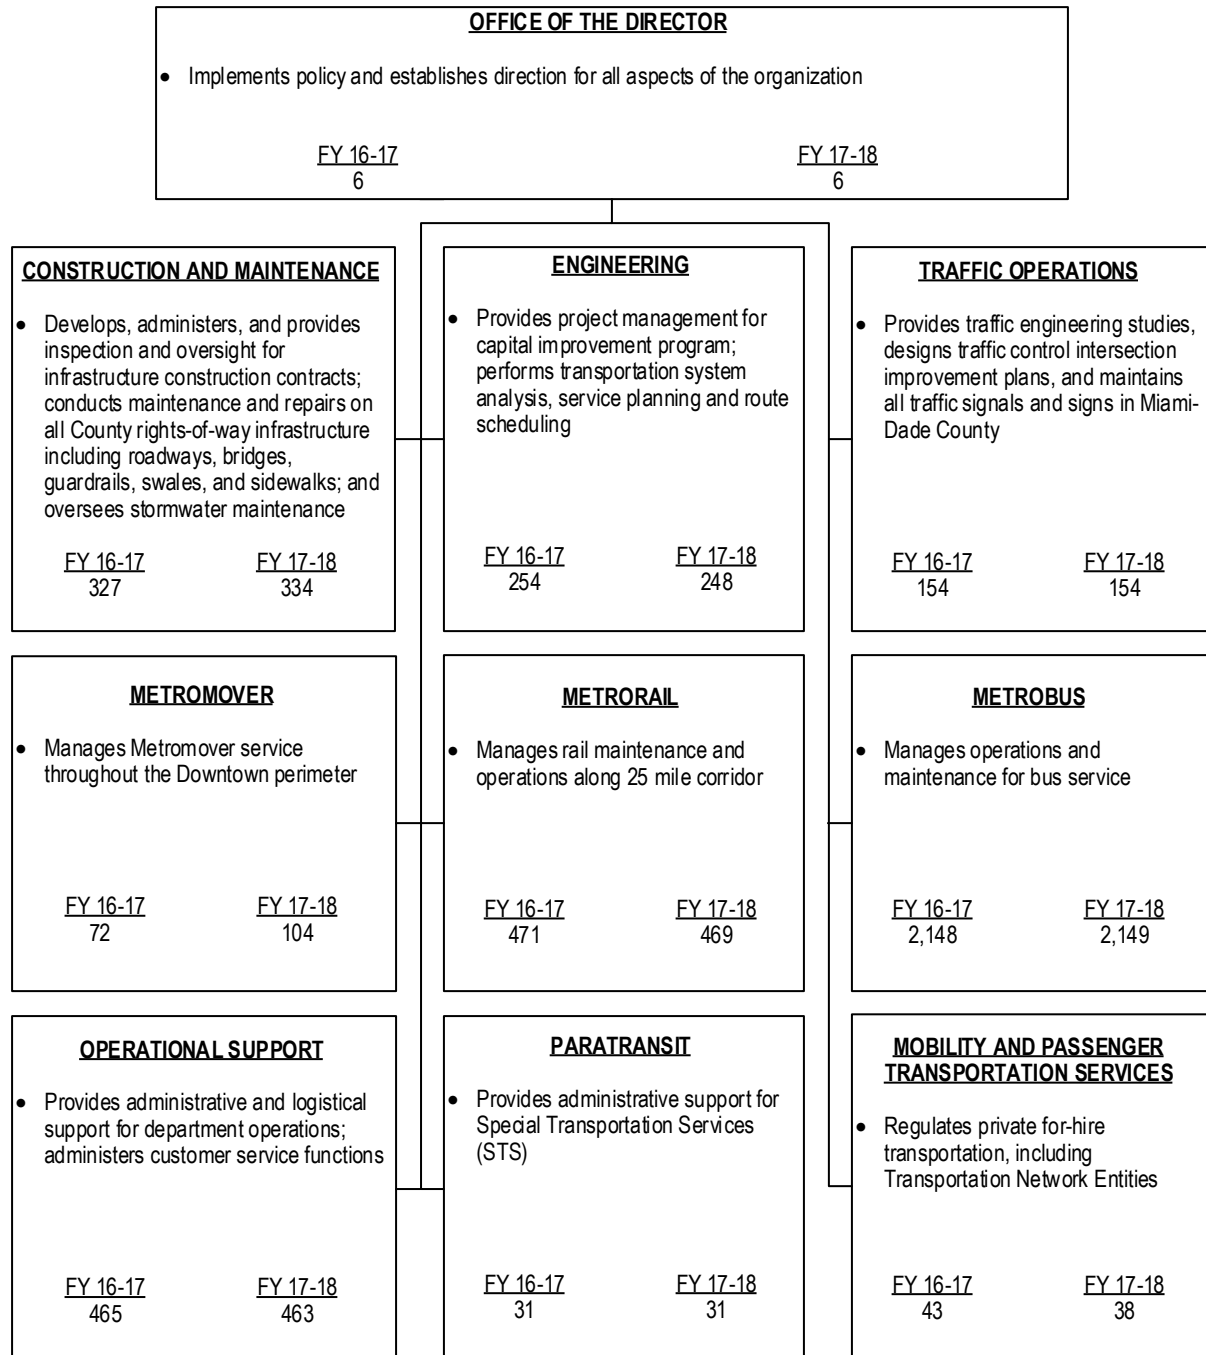 OFFICE OF THE DIRECTOR
• Implements policy and establishes direction for all aspects of the organization
FY 16-17 FY 17-18
6 6
CONSTRUCTION AND MAINTENANCE
• Develops, administers, and provides
inspection and oversight for
infrastructure construction contracts;
conducts maintenance and repairs on
all County rights-of-way infrastructure
including roadways, bridges,
guardrails, swales, and sidewalks; and
oversees stormwater maintenance
FY 16-17 FY 17-18
327 334
ENGINEERING
• Provides project management for
capital improvement program;
performs transportation system
analysis, service planning and route
scheduling
FY 16-17 FY 17-18
254 248
TRAFFIC OPERATIONS
• Provides traffic engineering studies,
designs traffic control intersection
improvement plans, and maintains
all traffic signals and signs in Miami-
Dade County
FY 16-17 FY 17-18
154 154
METROMOVER
• Manages Metromover service
throughout the Downtown perimeter
FY 16-17 FY 17-18
72 104
METRORAIL
• Manages rail maintenance and
operations along 25 mile corridor
FY 16-17 FY 17-18
471 469
METROBUS
• Manages operations and
maintenance for bus service
FY 16-17 FY 17-18
2,148 2,149
OPERATIONAL SUPPORT
• Provides administrative and logistical
support for department operations;
administers customer service functions
FY 16-17 FY 17-18
465 463
PARATRANSIT
• Provides administrative support for
Special Transportation Services
(STS)
FY 16-17 FY 17-18
31 31
MOBILITY AND PASSENGER
TRANSPORTATION SERVICES
• Regulates private for-hire
transportation, including
Transportation Network Entities
FY 16-17 FY 17-18
43 38